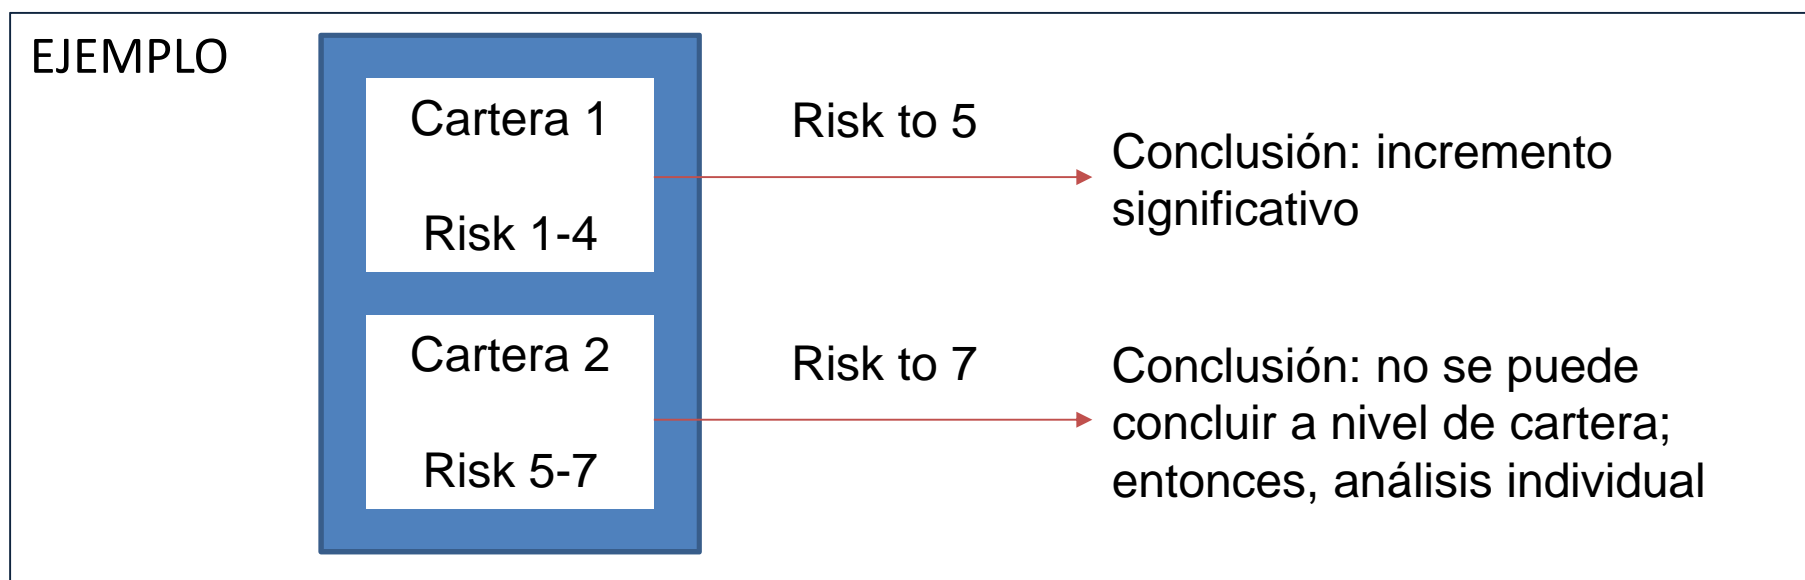 EJEMPLO
Cartera 1
Risk 1-4
Risk to 5
Conclusión: incremento
significativo
Cartera 2
Risk 5-7
Risk to 7
Conclusión: no se puede
concluir a nivel de cartera;
entonces, análisis individual